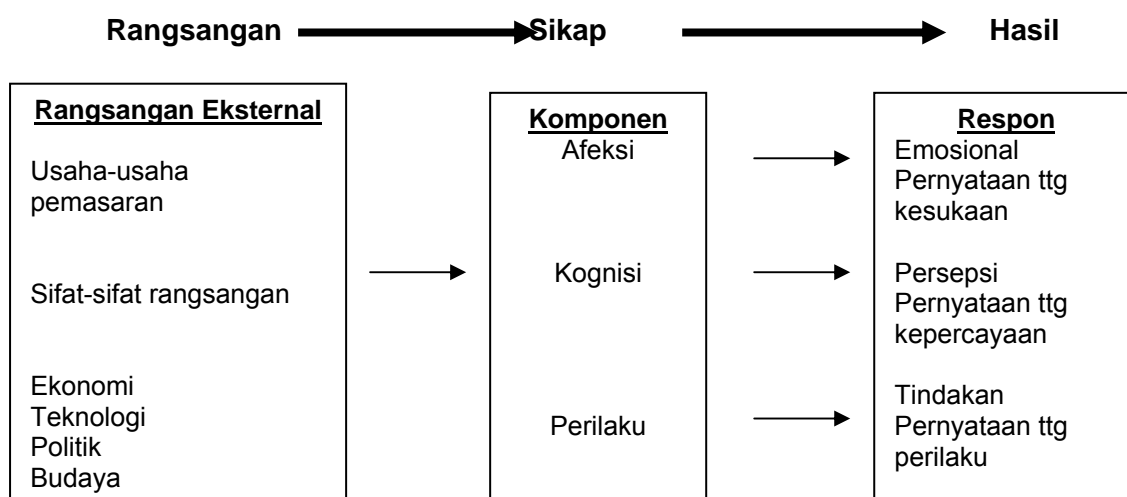 Rangsangan Sikap Hasil
Rangsangan Eksternal
Usaha-usaha
pemasaran
Sifat-sifat rangsangan
Ekonomi
Teknologi
Politik
Budaya
Komponen
Afeksi
Kognisi
Perilaku
Respon
Emosional
Pernyataan ttg
kesukaan
Persepsi
Pernyataan ttg
kepercayaan
Tindakan
Pernyataan ttg
perilaku